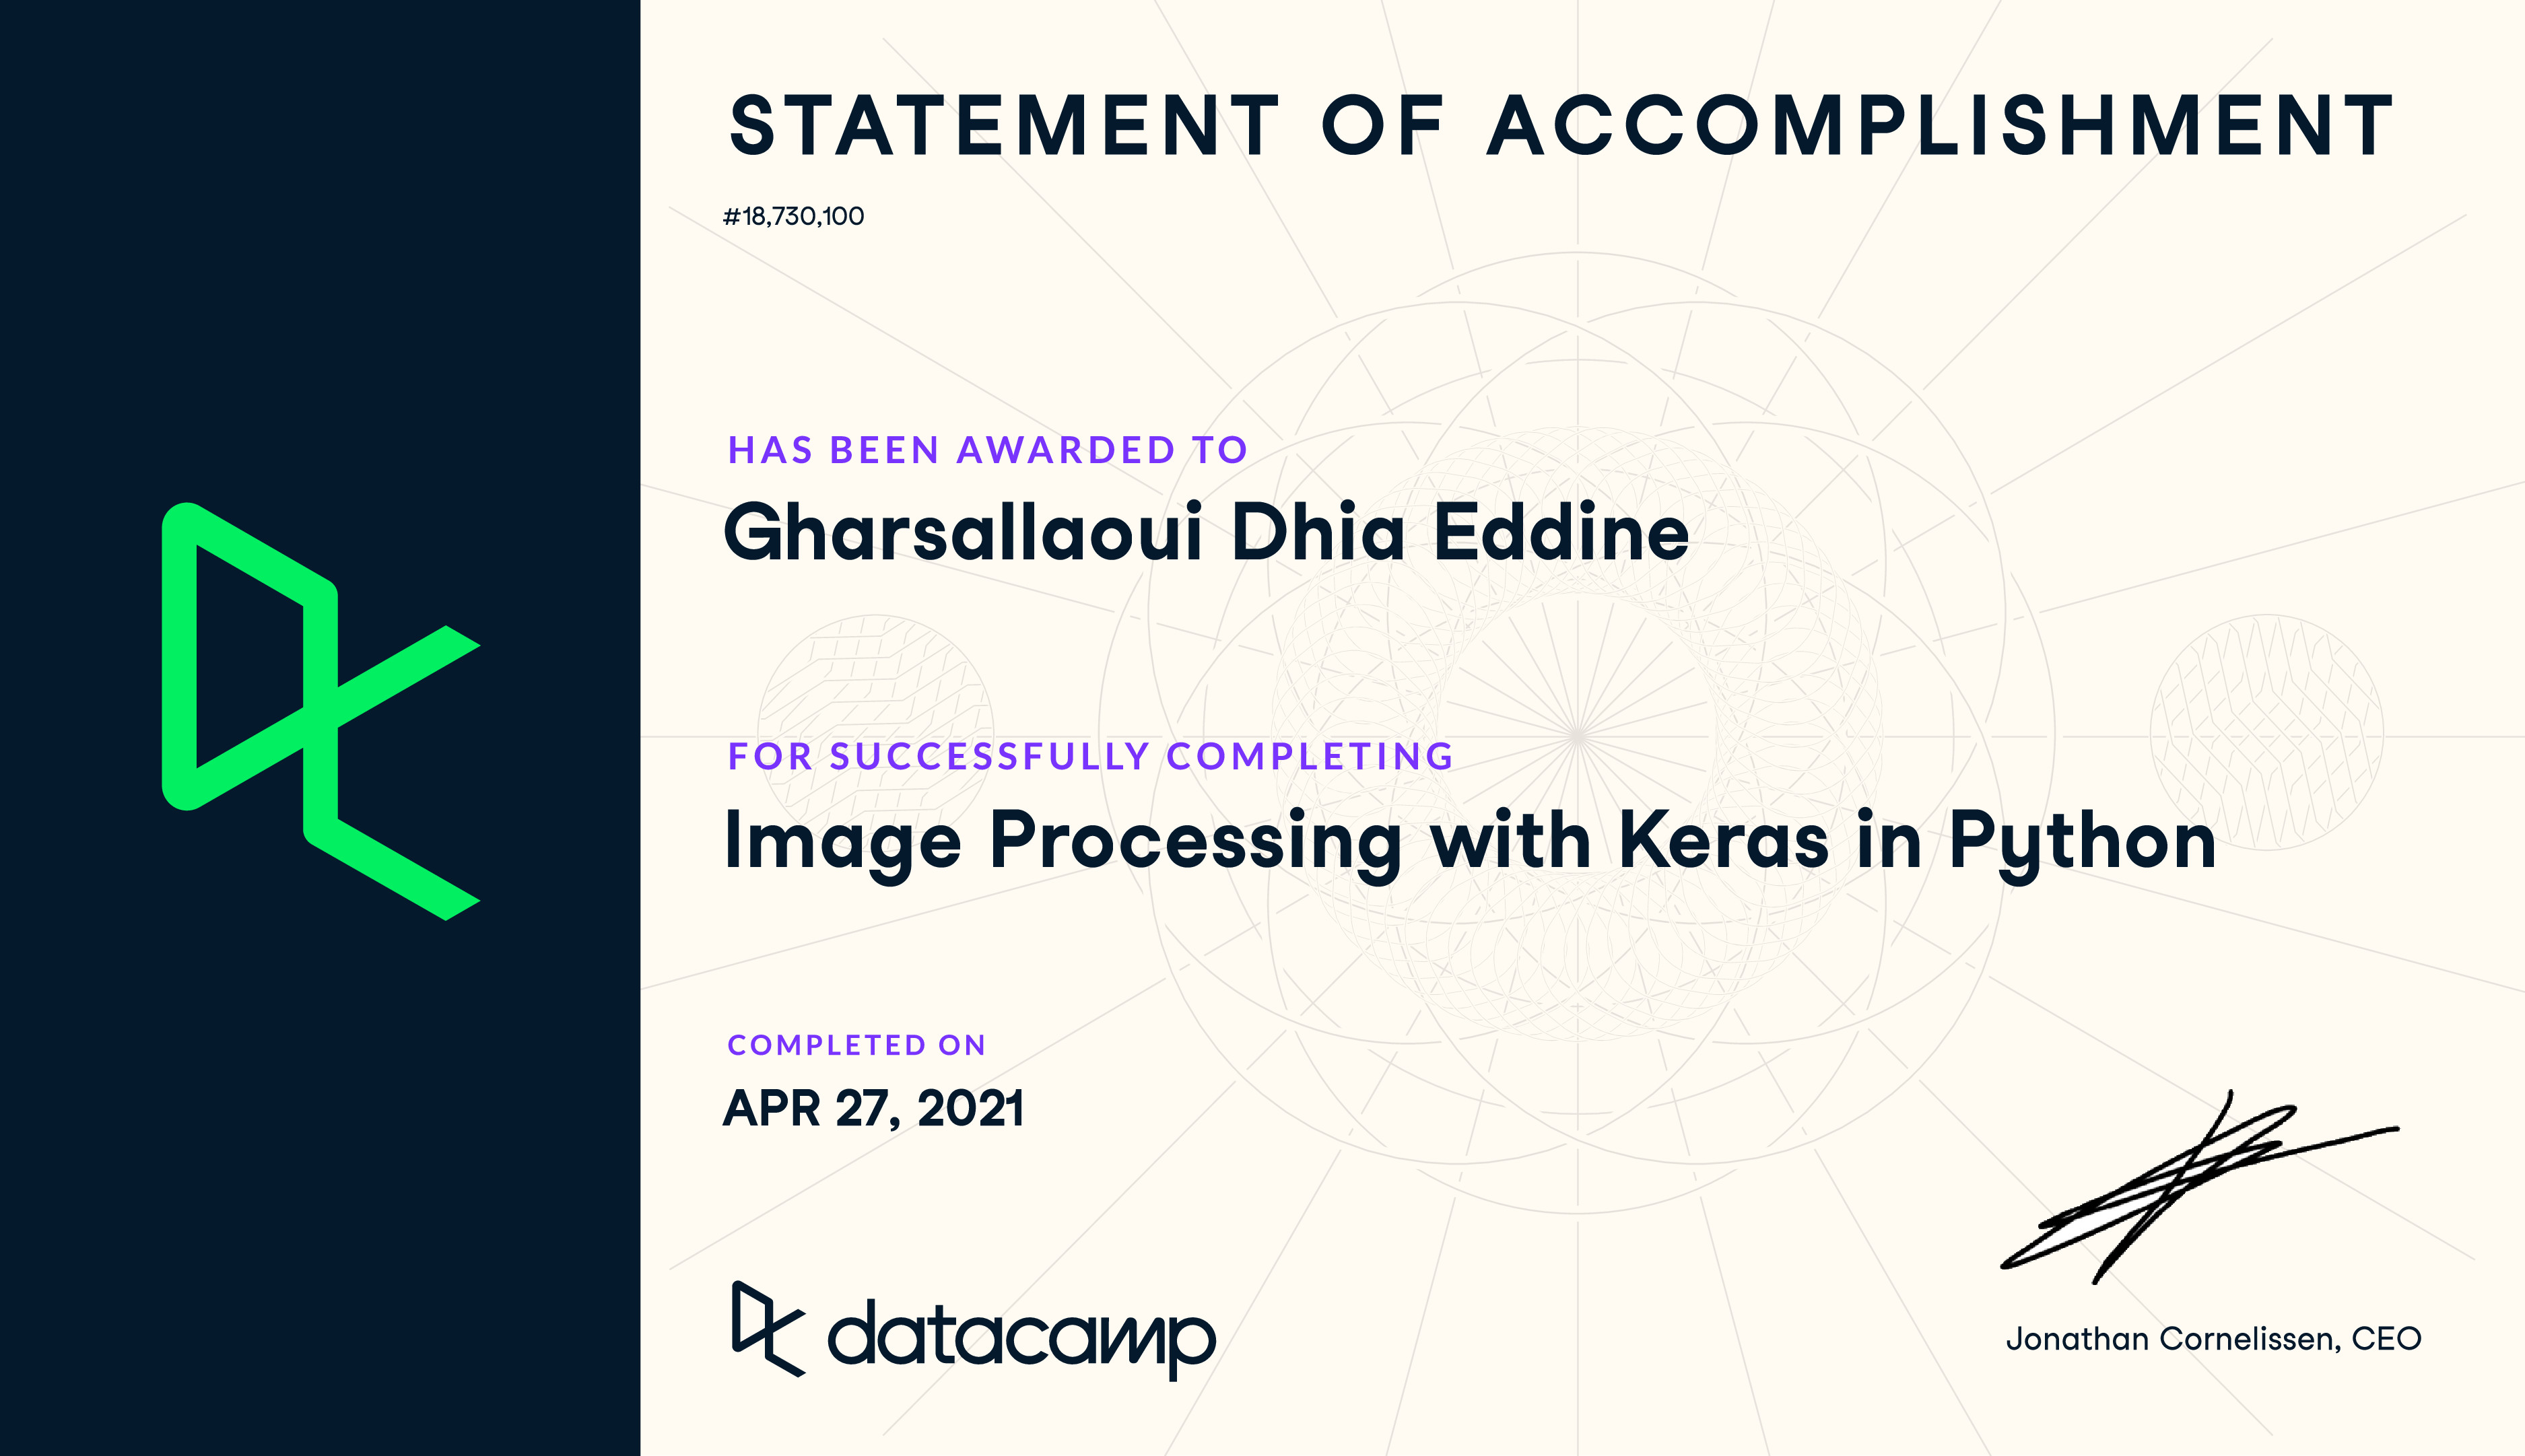 STATEMENT OF ACCOMPLISHMENT
#18,730,100
HAS BEEN AWARDED TO
Gharsallaoui Dhia Eddine
FOR SUCCESSFULLY COMPLETING
Image Processing with Keras in Python
COMPLETED ON
APR 27, 2021
datacamp
Jonathan Cornelissen, CEO